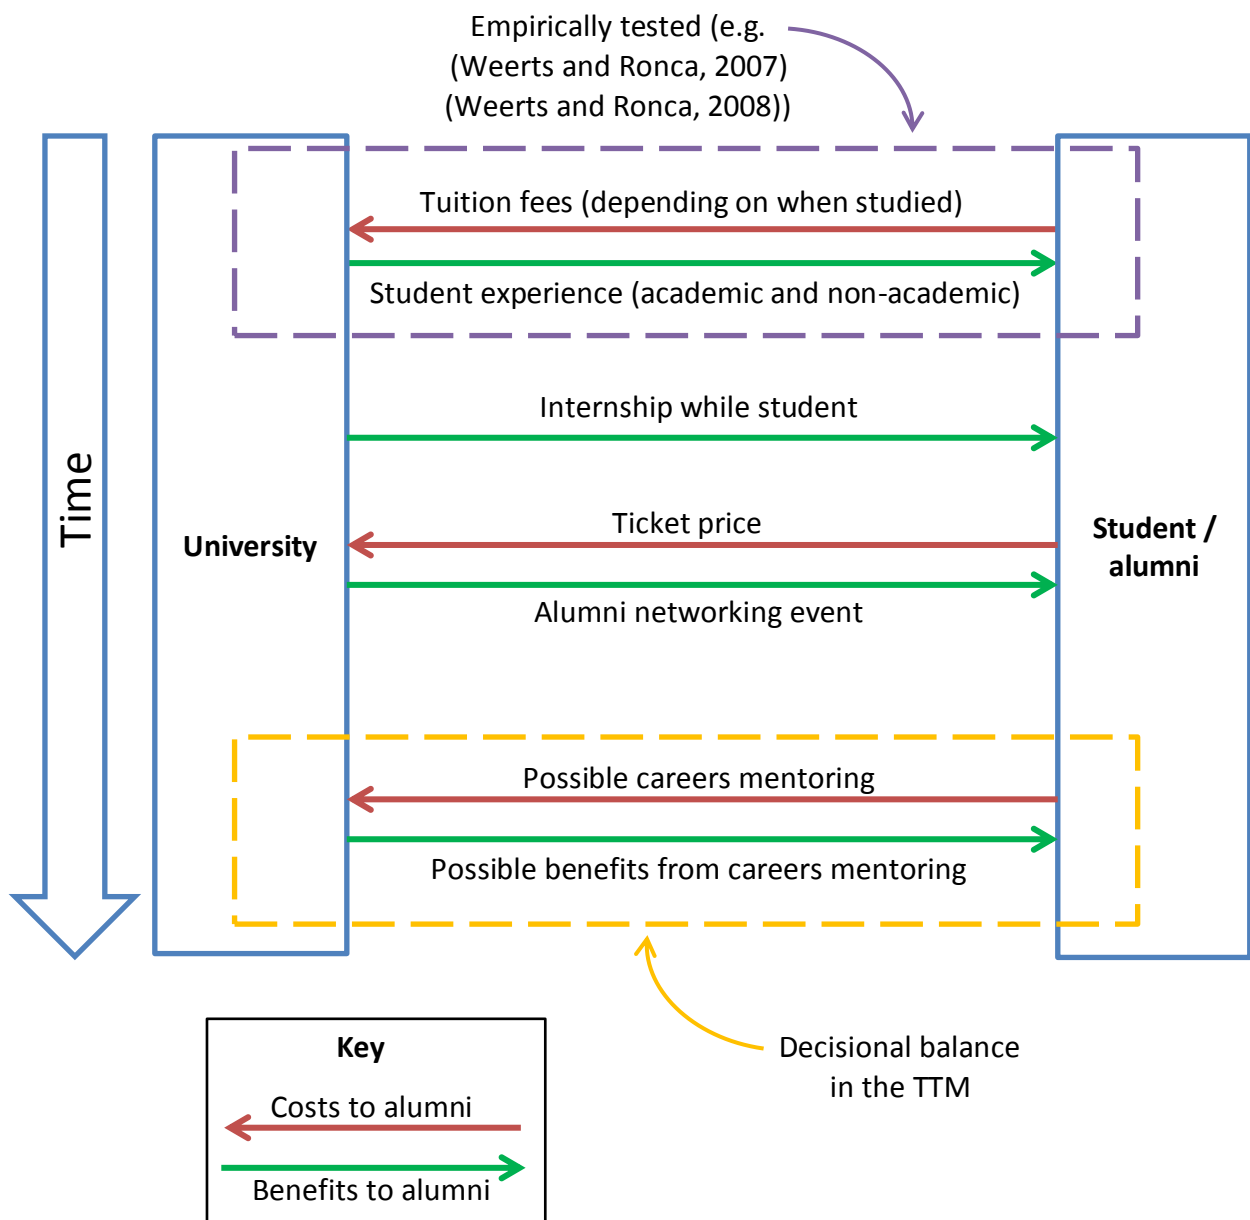 Empirically tested (e.g.
(Weerts and Ronca, 2007)
(Weerts and Ronca, 2008))
Tuition fees (depending on when studied)
Student experience (academic and non-academic)
Internship while student
Time
University
Ticket price
Student /
alumni
Alumni networking event
Possible careers mentoring
Possible benefits from careers mentoring
Decisional balance
in the TTM
Key
Costs to alumni
Benefits to alumni